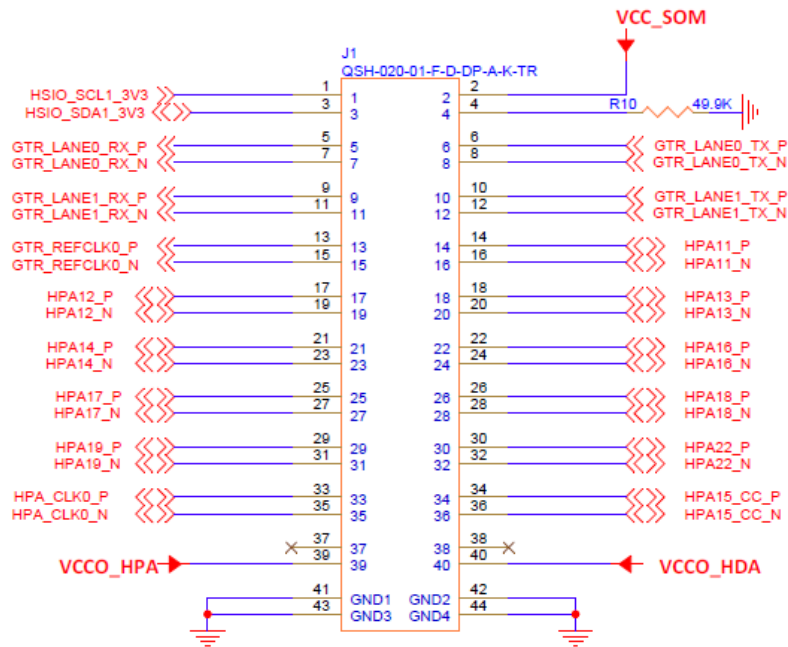 VCC_SOM
J1
QSH-020-01-F-D-DP-A-K-TR
HSIO_SCL1_3V3 1 1 2 2
HSIO_SDA1_3V3 3 3 4 4 R10 49.9K
GTR_LANE0_RX_P 5 5 6 6 GTR_LANE0_TX_P
GTR_LANE0_RX_N 7 7 8 8 GTR_LANE0_TX_N
GTR_LANE1_RX_P 9 9 10 10 GTR_LANE1_TX_P
GTR_LANE1_RX_N 11 11 12 12 GTR_LANE1_TX_N
GTR_REFCLK0_P 13 13 14 14 HPA11_P
GTR_REFCLK0_N 15 15 16 16 HPA11_N
HPA12_P 17 17 18 18 HPA13_P
HPA12_N 19 19 20 20 HPA13_N
HPA14_P 21 21 22 22 HPA16_P
HPA14_N 23 23 24 24 HPA16_N
HPA17_P 25 25 26 26 HPA18_P
HPA17_N 27 27 28 28 HPA18_N
HPA19_P 29 29 30 30 HPA22_P
HPA19_N 31 31 32 32 HPA22_N
HPA_CLK0_P 33 33 34 34 HPA15_CC_P
HPA_CLK0_N 35 35 36 36 HPA15_CC_N
37 37 38 38
VCCO_HPA 39 39 40 40 VCCO_HDA
41 GND1 GND2 42
43 GND3 GND4 44